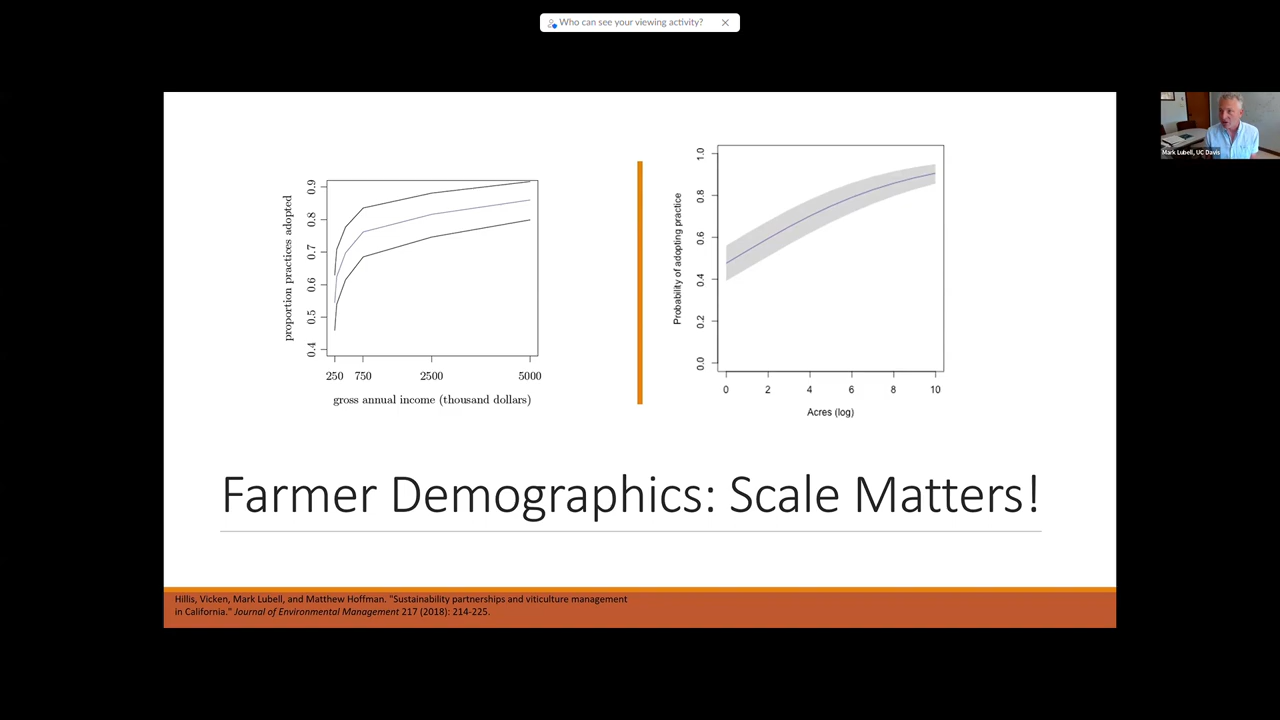 Who can see your viewing activity?
Mark Lubell, UC Davis
proportion practices adopted
0.9
0.8
0.7
0.6
0.5
0.4
250 750 2500 5000
gross annual income (thousand dollars)
Probability of adopting practice
1.0
0.8
0.6
0.4
0.2
0.0
0 2 4 6 8 10
Acres (log)
Farmer Demographics: Scale Matters!
Hillis, Vicken, Mark Lubell, and Matthew Hoffman. "Sustainability partnerships and viticulture management
in California." Journal of Environmental Management 217 (2018): 214-225.